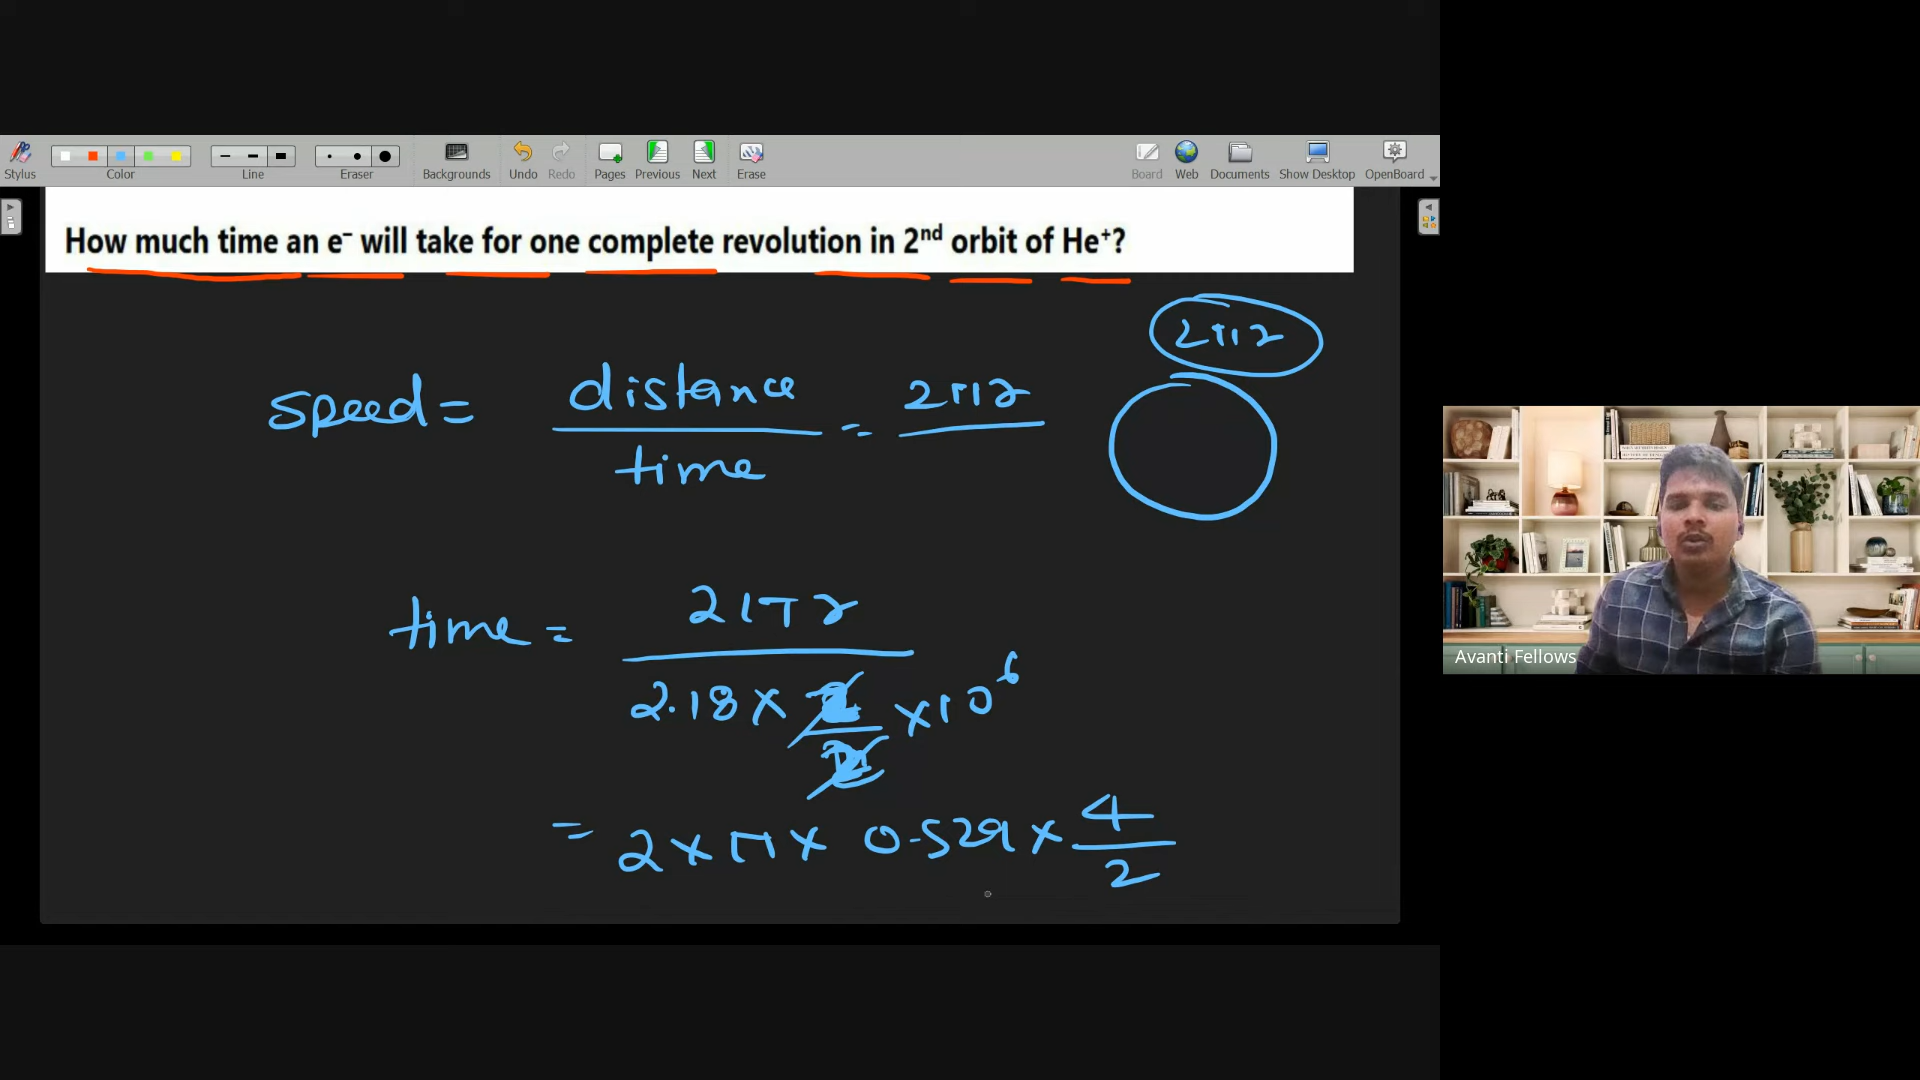 Stylus Color Line Eraser Backgrounds Undo Redo Pages Previous Next Erase Board Web Documents Show Desktop OpenBoard
How much time an e⁻ will take for one complete revolution in 2ⁿᵈ orbit of He⁺?
2πr
speed = distance / time = 2πr
time = 2πr / 2.18 × 2/2 × 10⁶
= 2 × π × 0.529 × 4/2
Avanti Fellows